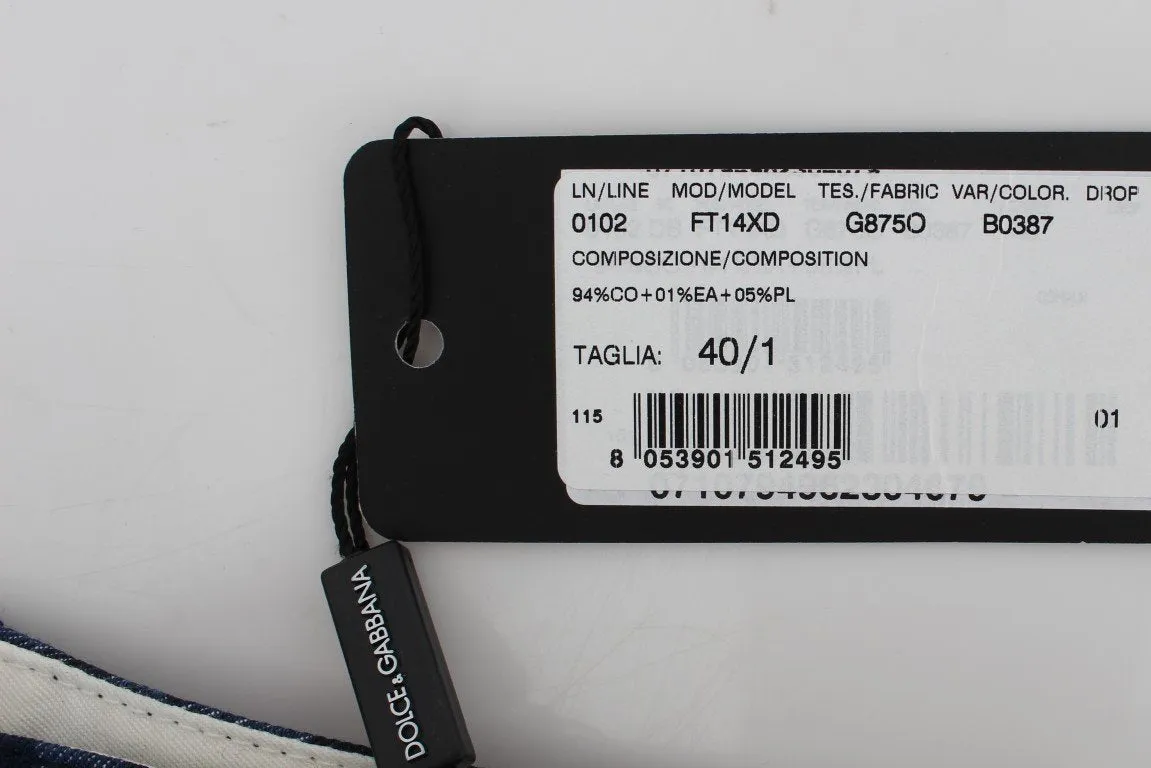 LN/LINE MOD/MODEL TES./FABRIC VAR/COLOR. DROP
0102 FT14XD G875O B0387
COMPOSIZIONE/COMPOSITION
94%CO+01%EA+05%PL
TAGLIA: 40/1
115 01
8 053901 512495
DOLCE & GABBANA